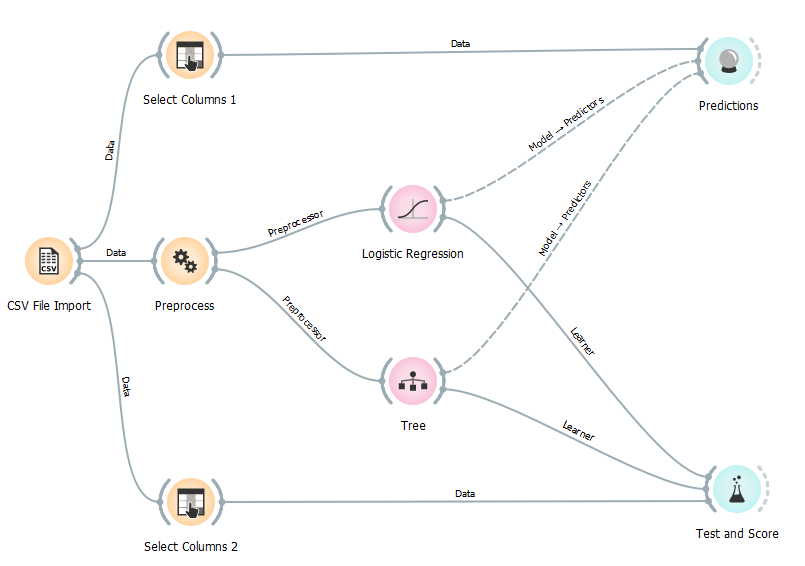 Data
Select Columns 1
Predictions
Model → Predictors
Data
Preprocessor
Logistic Regression
Model → Predictors
Data
CSV
CSV File Import
Preprocess
Preprocessor
Learner
Data
Tree
Learner
Data
Select Columns 2
Test and Score